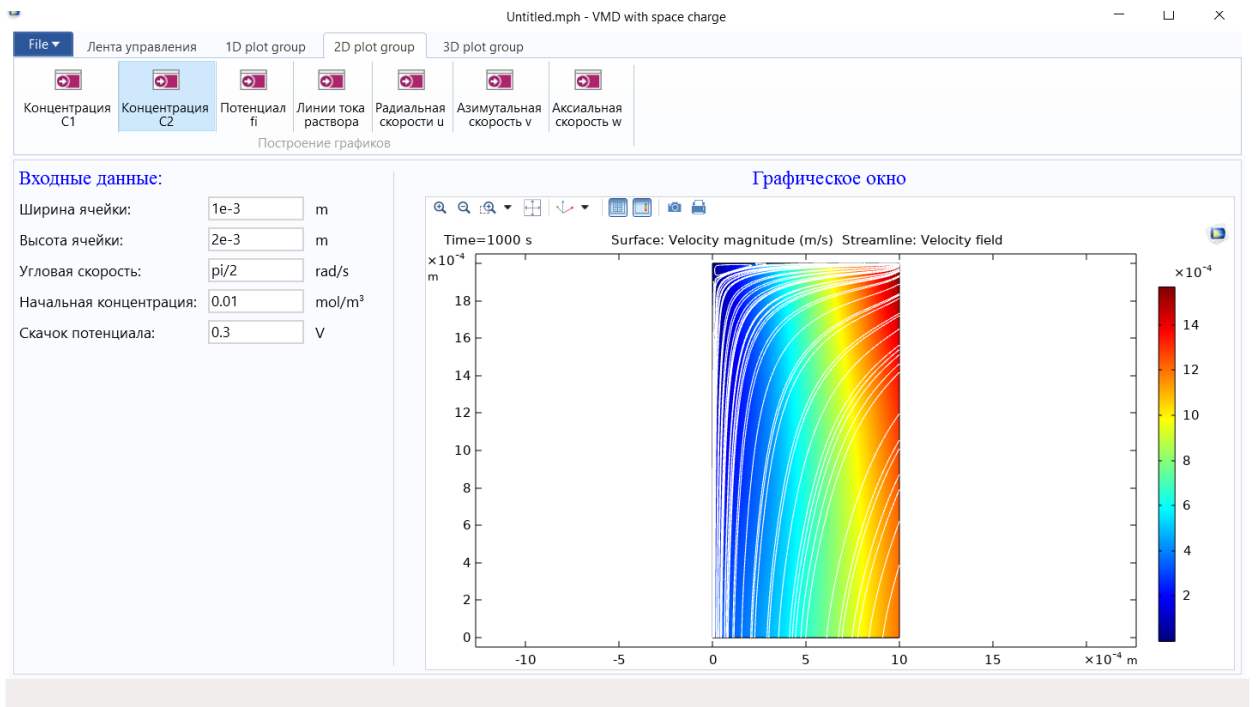 Untitled.mph - VMD with space charge
File Лента управления 1D plot group 2D plot group 3D plot group
Концентрация Концентрация Потенциал Линии тока Радиальная Азимутальная Аксиальная
C1 C2 fi раствора скорости u скорость v скорость w
Построение графиков
Входные данные: Графическое окно
Ширина ячейки: 1e-3 m
Высота ячейки: 2e-3 m
Угловая скорость: pi/2 rad/s
Начальная концентрация: 0.01 mol/m³
Скачок потенциала: 0.3 V
Time=1000 s Surface: Velocity magnitude (m/s) Streamline: Velocity field
×10⁻⁴
m
18
16
14
12
10
8
6
4
2
0
-10 -5 0 5 10 15 ×10⁻⁴ m
×10⁻⁴
14
12
10
8
6
4
2